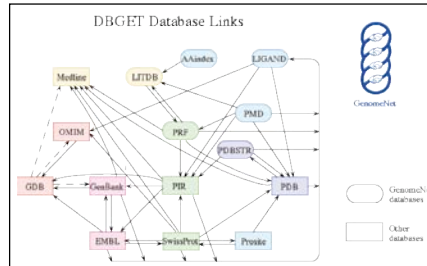 DBGET Database Links
AAindex
LIGAND
Medline
LITDB
GenomeNet
PMD
PRF
OMIM
PDBSTR
GDB
GenBank
PIR
PDB
GenomeNet
databases
EMBL
SwissProt
Prosite
Other
databases